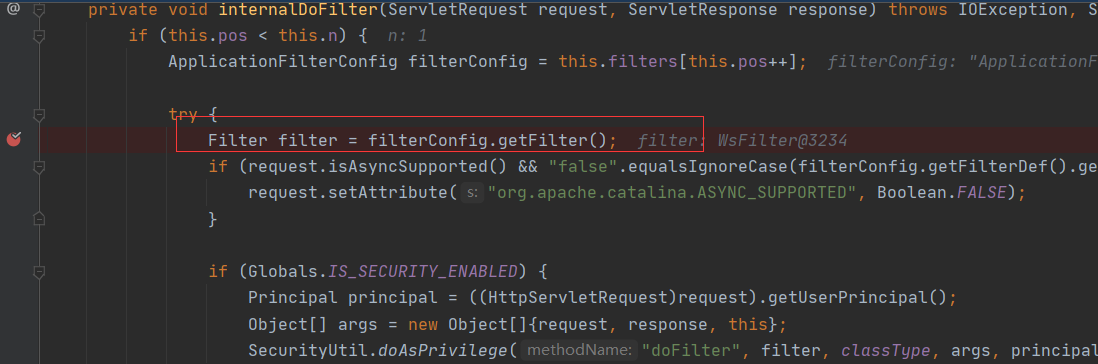 @ private void internalDoFilter(ServletRequest request, ServletResponse response) throws IOException, S
if (this.pos < this.n) { n: 1
ApplicationFilterConfig filterConfig = this.filters[this.pos++]; filterConfig: "ApplicationF
try {
Filter filter = filterConfig.getFilter(); filter: WsFilter@3234
if (request.isAsyncSupported() && "false".equalsIgnoreCase(filterConfig.getFilterDef().ge
request.setAttribute( s: "org.apache.catalina.ASYNC_SUPPORTED", Boolean.FALSE);
}
if (Globals.IS_SECURITY_ENABLED) {
Principal principal = ((HttpServletRequest)request).getUserPrincipal();
Object[] args = new Object[]{request, response, this};
SecurityUtil.doAsPrivilege( methodName: "doFilter", filter, classType, args, principal